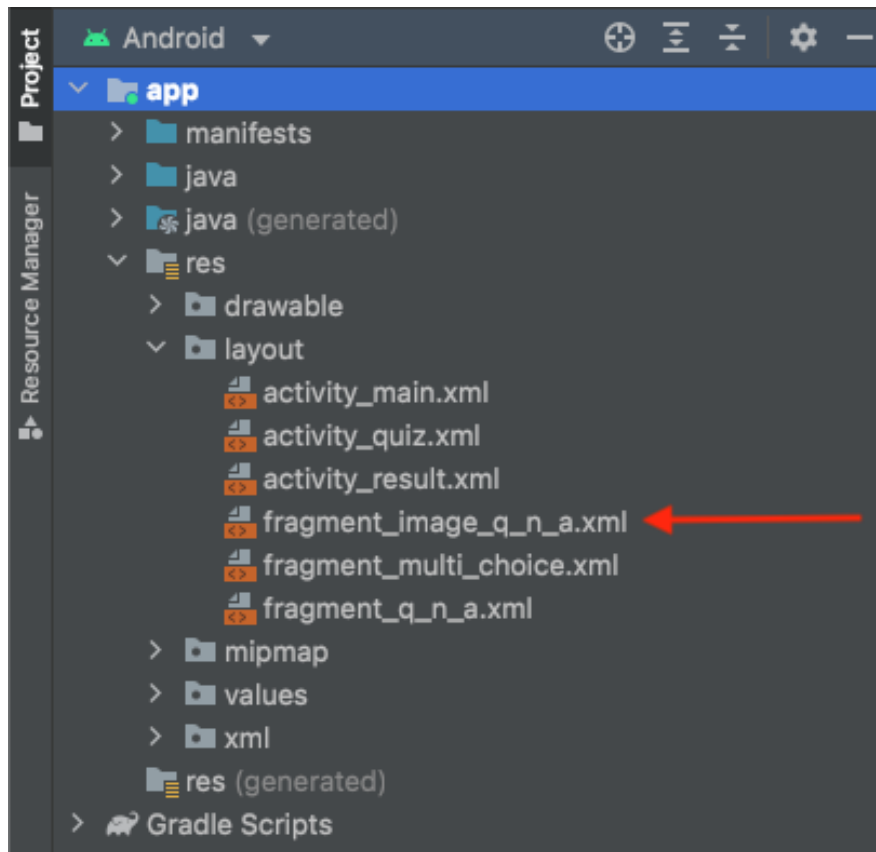 Project
Resource Manager
Android
app
manifests
java
java (generated)
res
drawable
layout
activity_main.xml
activity_quiz.xml
activity_result.xml
fragment_image_q_n_a.xml
fragment_multi_choice.xml
fragment_q_n_a.xml
mipmap
values
xml
res (generated)
Gradle Scripts